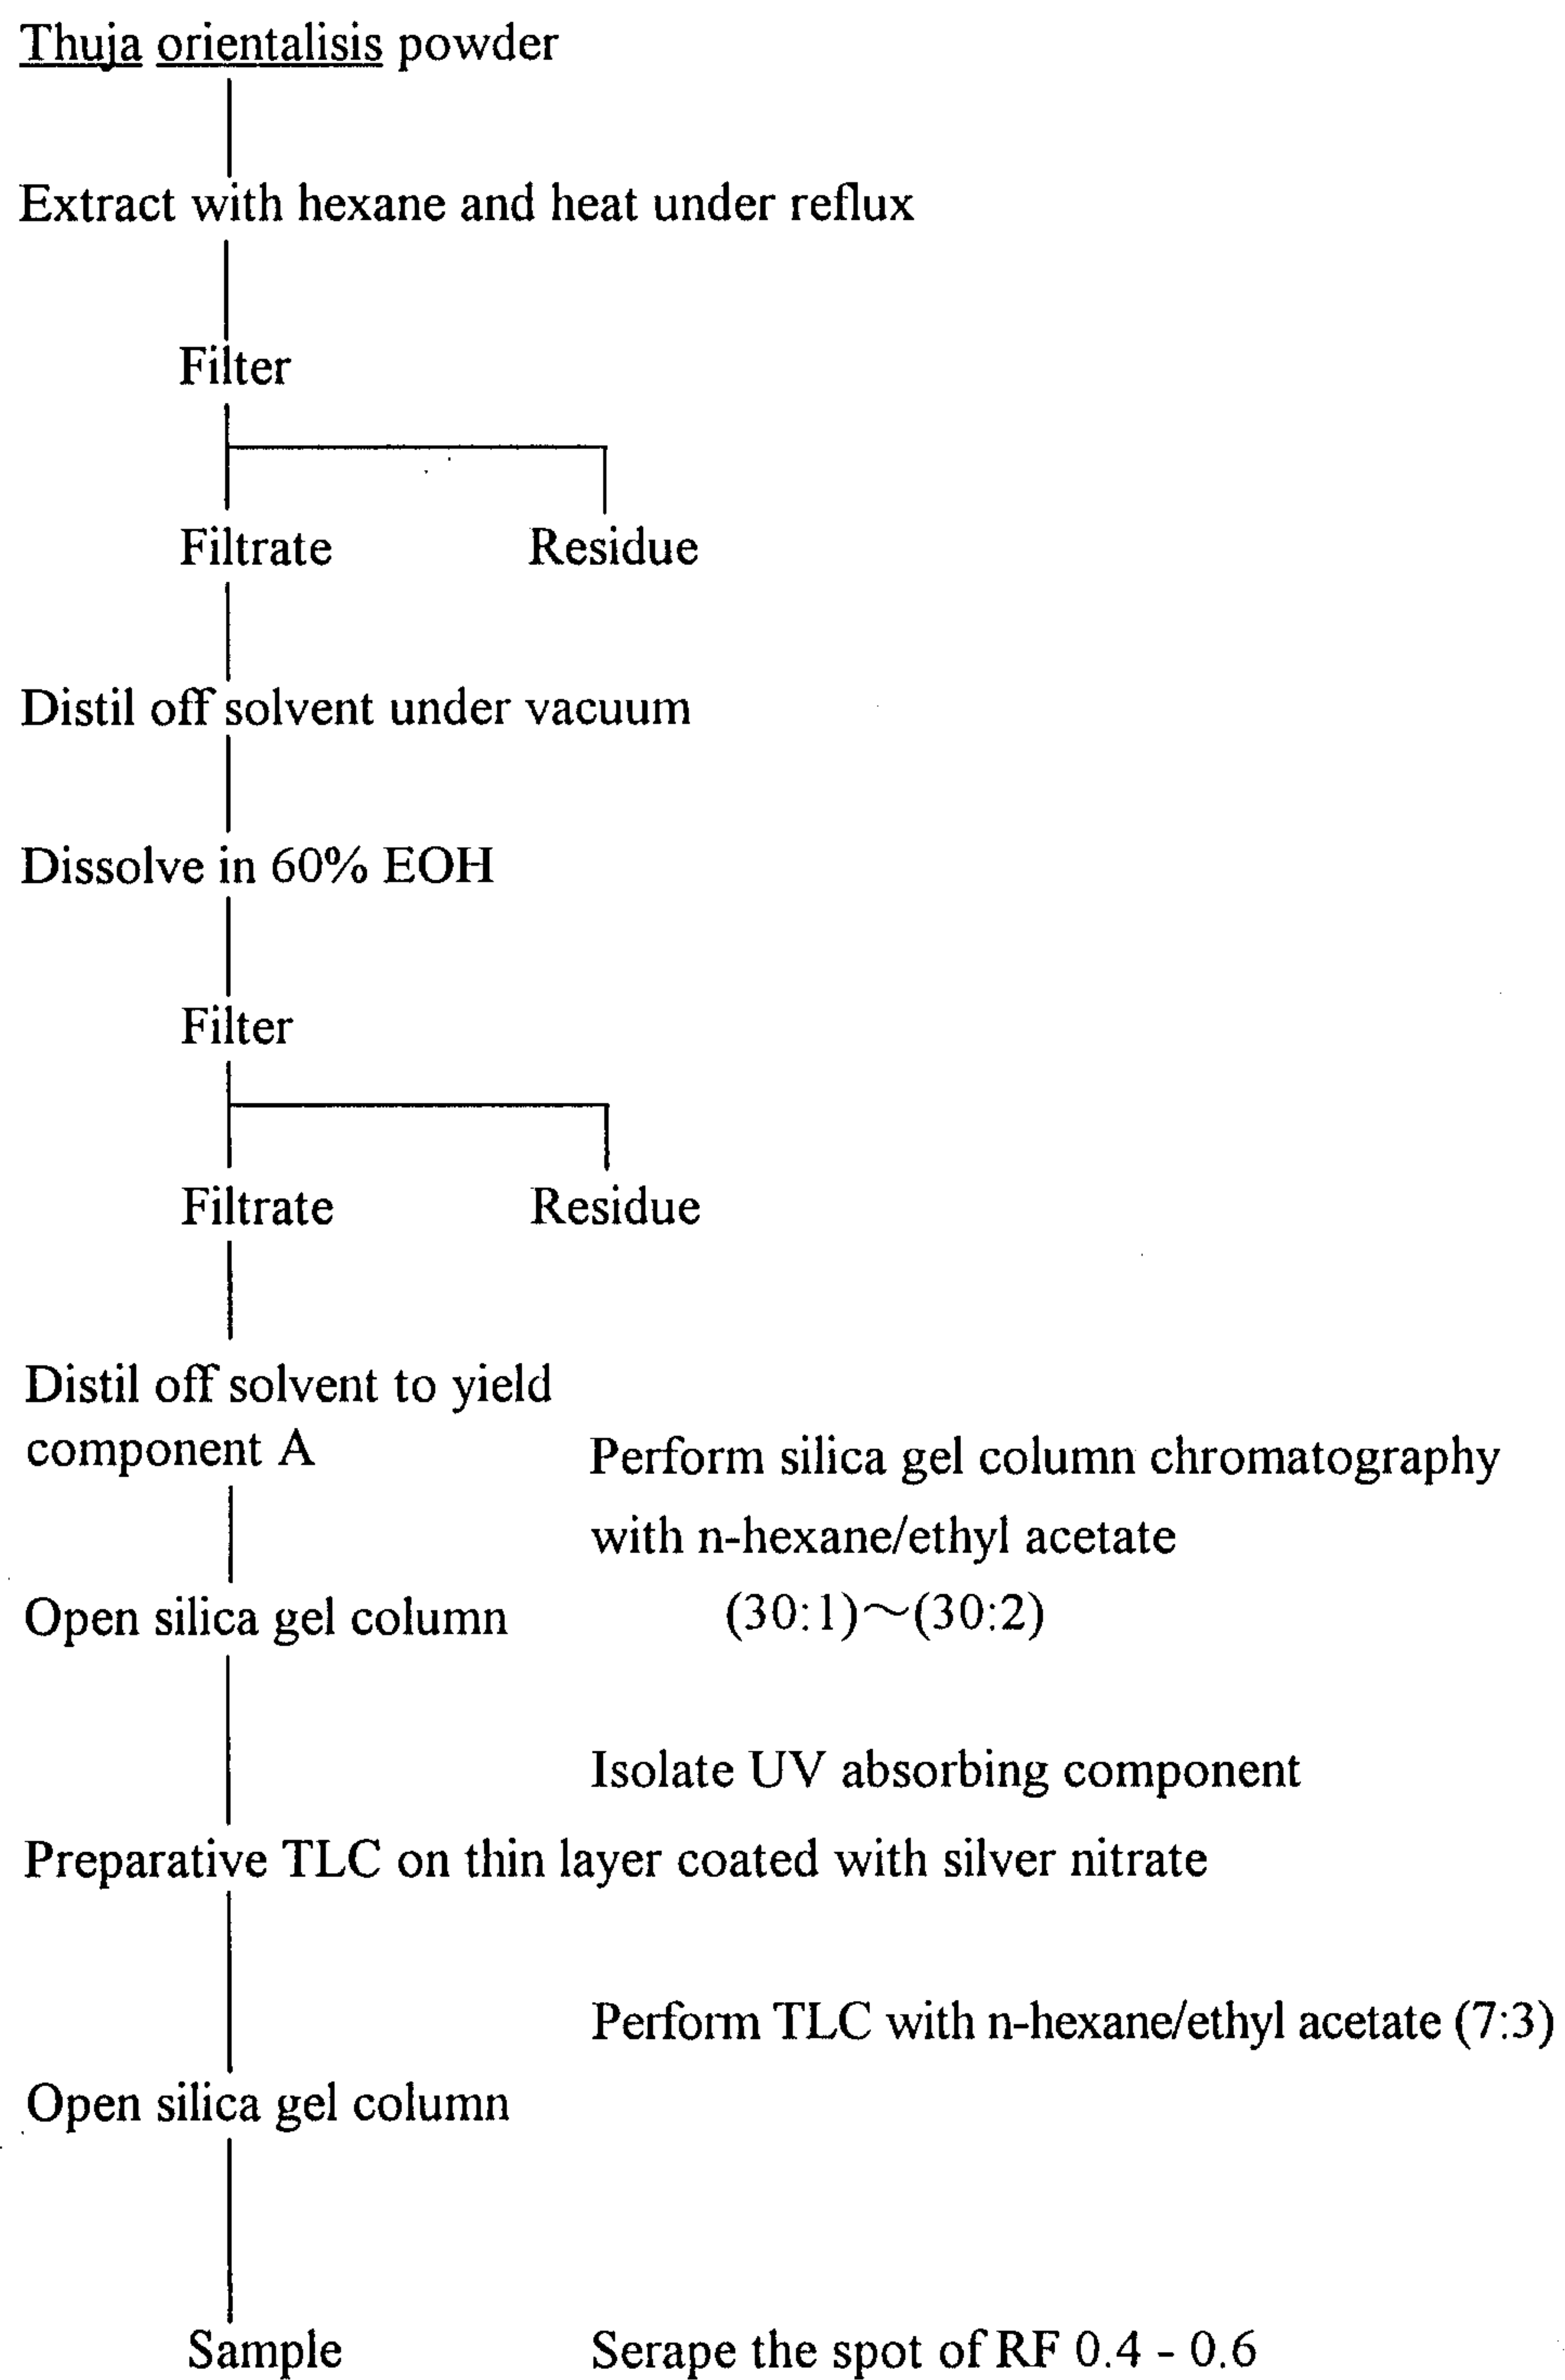 Thuja orientalisis powder
Extract with hexane and heat under reflux
Filter
Filtrate Residue
Distil off solvent under vacuum
Dissolve in 60% EOH
Filter
Filtrate Residue
Distil off solvent to yield
component A
Perform silica gel column chromatography
with n-hexane/ethyl acetate
(30:1)~(30:2)
Open silica gel column
Isolate UV absorbing component
Preparative TLC on thin layer coated with silver nitrate
Perform TLC with n-hexane/ethyl acetate (7:3)
Open silica gel column
Sample
Serape the spot of RF 0.4 - 0.6